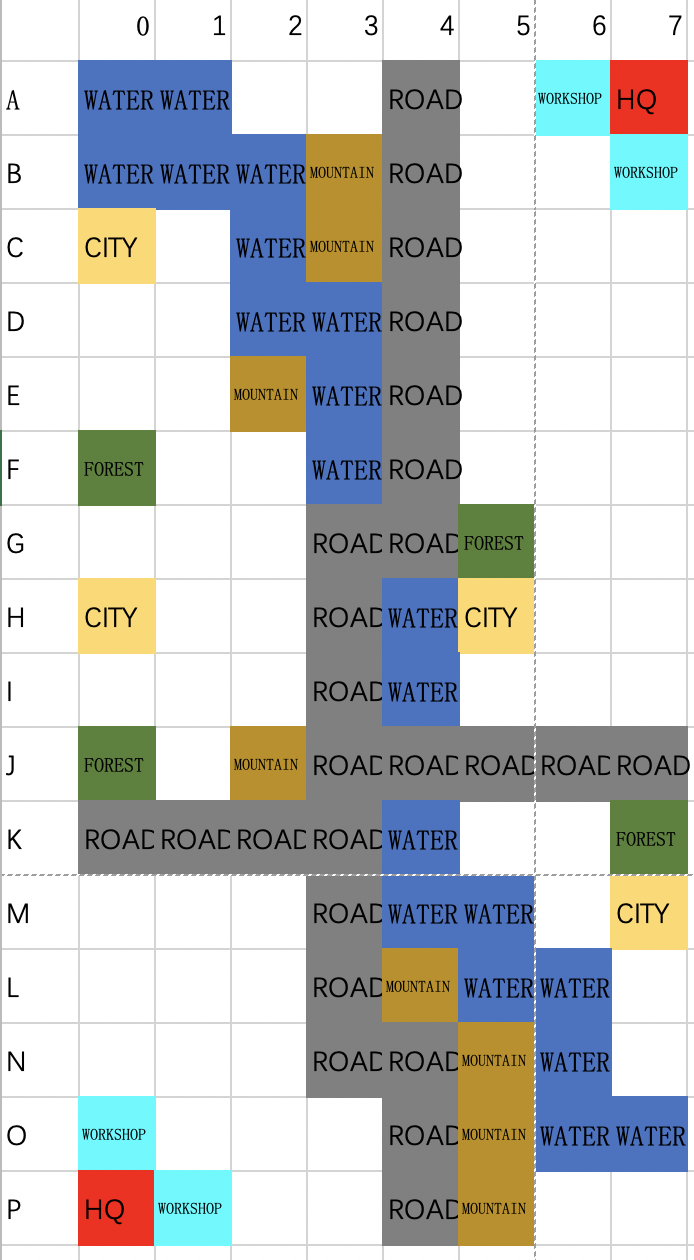 0 1 2 3 4 5 6 7
A WATER WATER ROAD WORKSHOP HQ
B WATER WATER WATER MOUNTAIN ROAD WORKSHOP
C CITY WATER MOUNTAIN ROAD
D WATER WATER ROAD
E MOUNTAIN WATER ROAD
F FOREST WATER ROAD
G ROAD ROAD FOREST
H CITY ROAD WATER CITY
I ROAD WATER
J FOREST MOUNTAIN ROAD ROAD ROAD ROAD ROAD
K ROAD ROAD ROAD ROAD WATER FOREST
M ROAD WATER WATER CITY
L ROAD MOUNTAIN WATER WATER
N ROAD ROAD MOUNTAIN WATER
O WORKSHOP ROAD MOUNTAIN WATER WATER
P HQ WORKSHOP ROAD MOUNTAIN